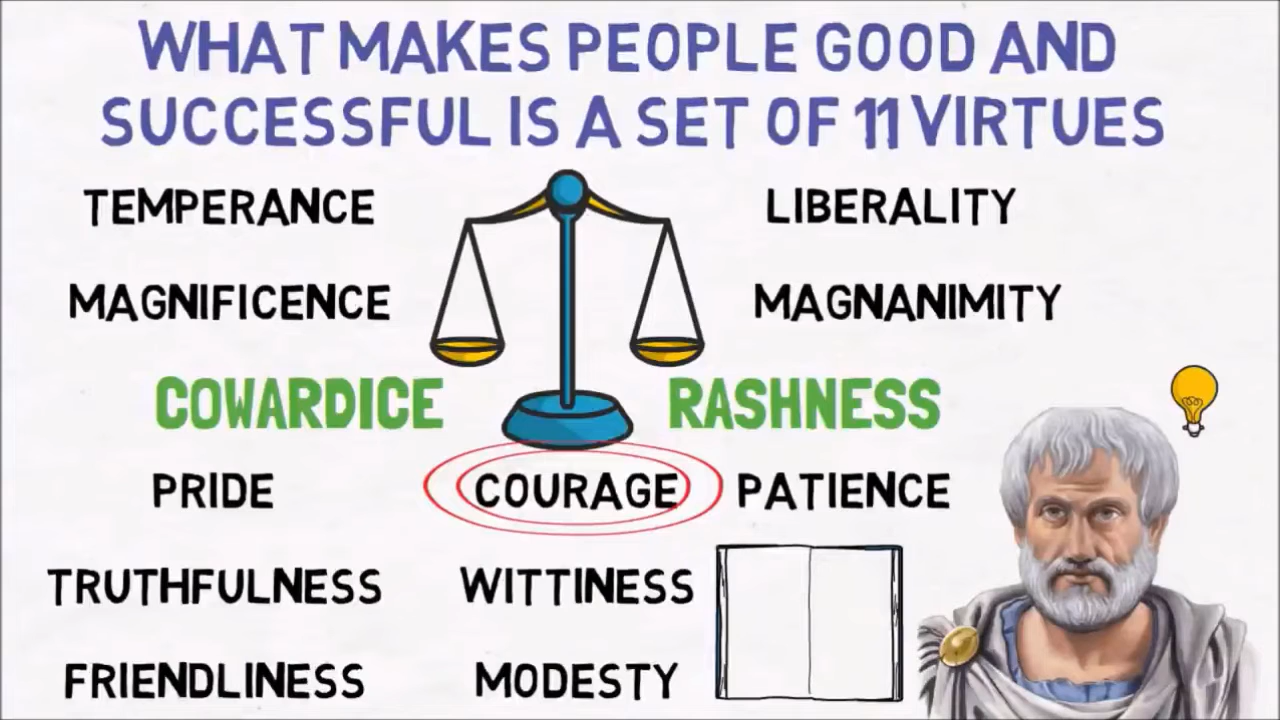 WHAT MAKES PEOPLE GOOD AND
SUCCESSFUL IS A SET OF 11 VIRTUES
TEMPERANCE LIBERALITY
MAGNIFICENCE MAGNANIMITY
COWARDICE RASHNESS
PRIDE COURAGE PATIENCE
TRUTHFULNESS WITTINESS
FRIENDLINESS MODESTY